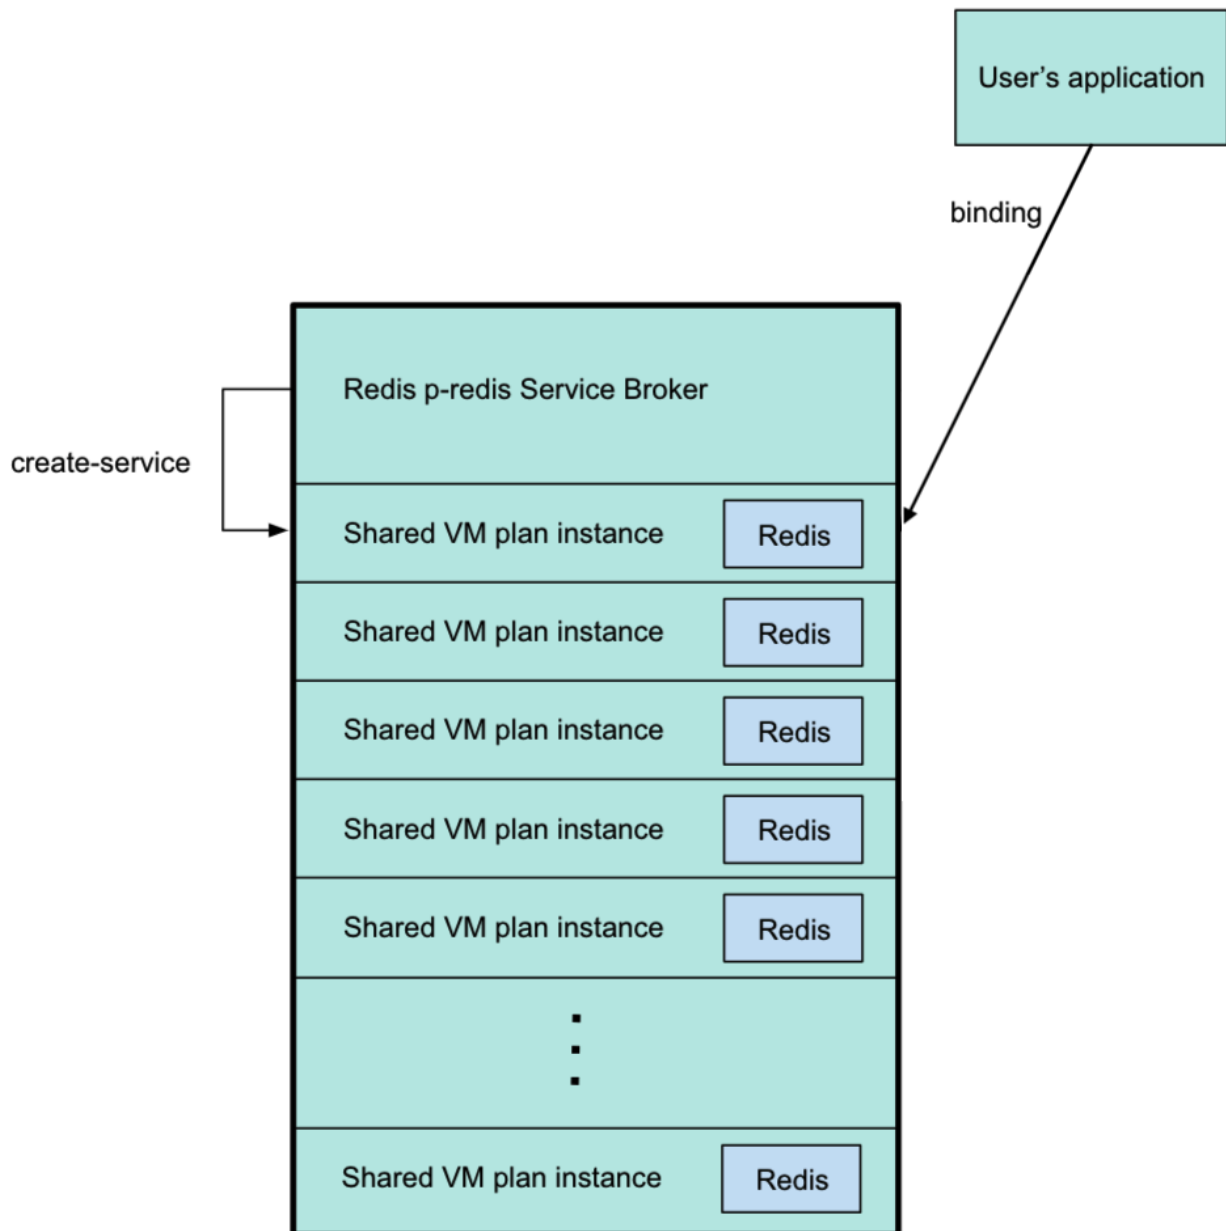 User's application
binding
Redis p-redis Service Broker
create-service
Shared VM plan instance Redis
Shared VM plan instance Redis
Shared VM plan instance Redis
Shared VM plan instance Redis
Shared VM plan instance Redis
Shared VM plan instance Redis